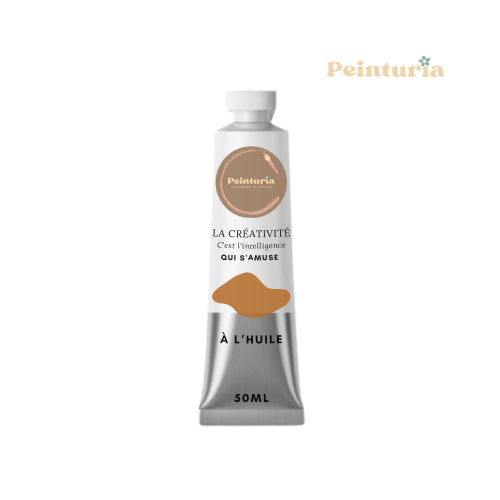 Peinturia
Peinturia
LA CRÉATIVITÉ
C'est l'intelligence
QUI S'AMUSE
À L'HUILE
50ML